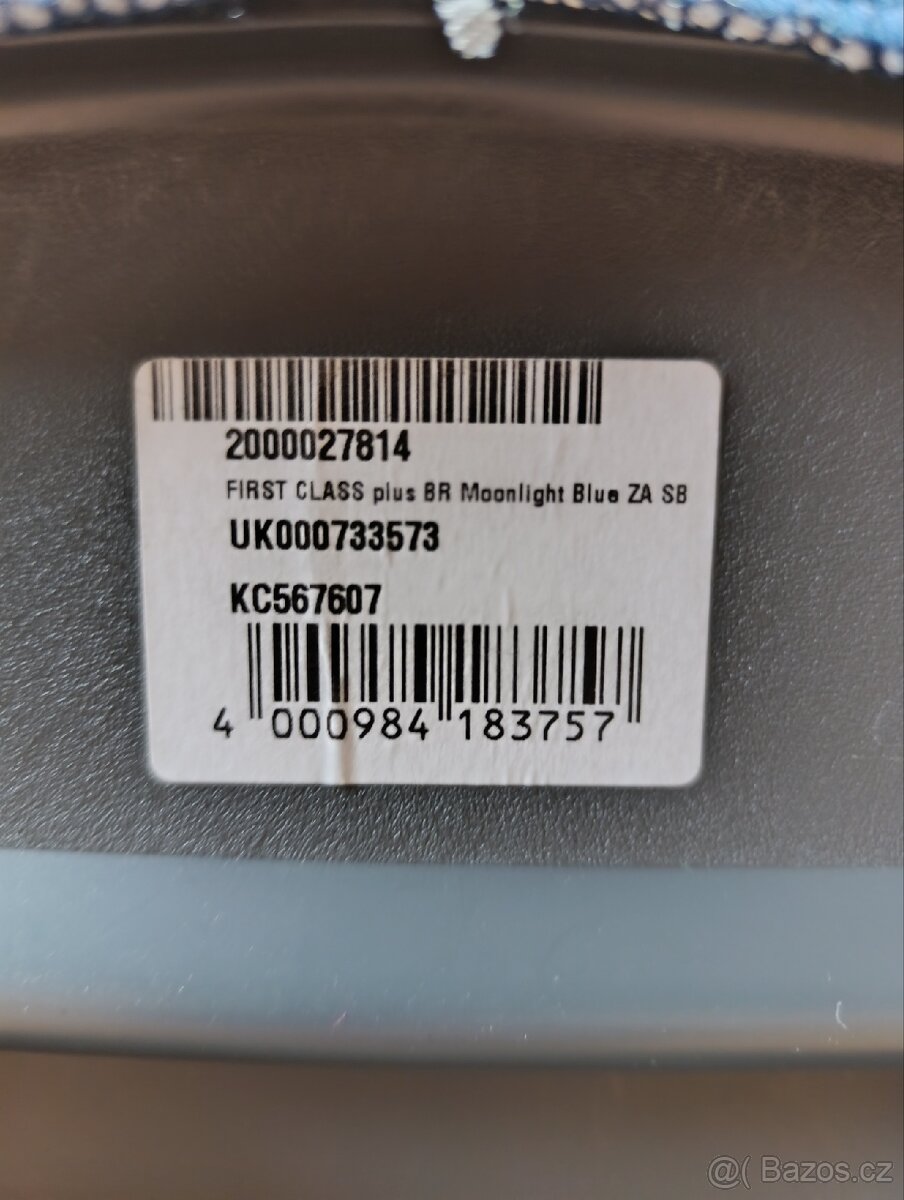 2000027814
FIRST CLASS plus BR Moonlight Blue ZA SB
UK000733573
KC567607
4 000984 183757
@( Bazos.cz